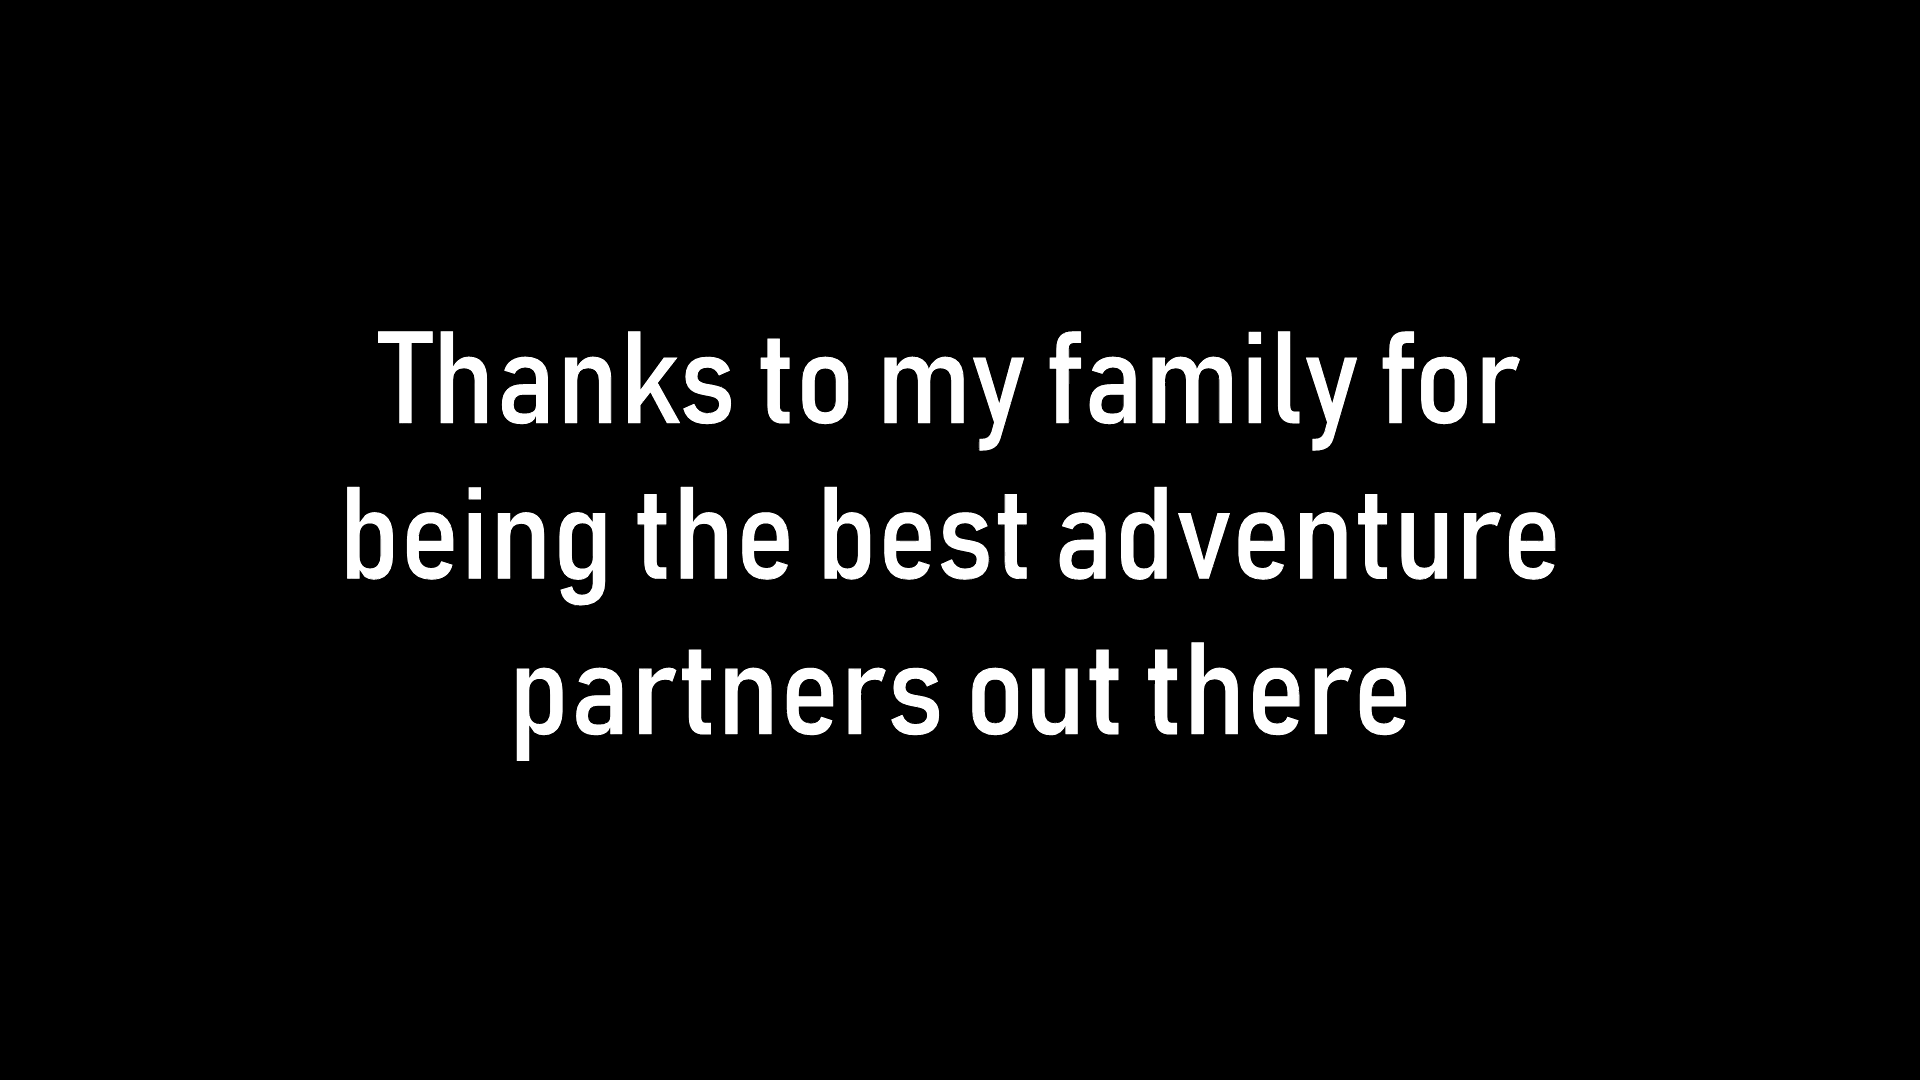 Thanks to my family for
being the best adventure
partners out there